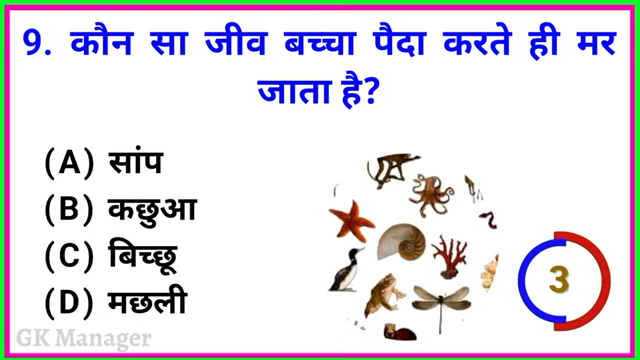 9. कौन सा जीव बच्चा पैदा करते ही मर
जाता है?
(A) सांप
(B) कछुआ
(C) बिच्छू
(D) मछली
3
GK Manager